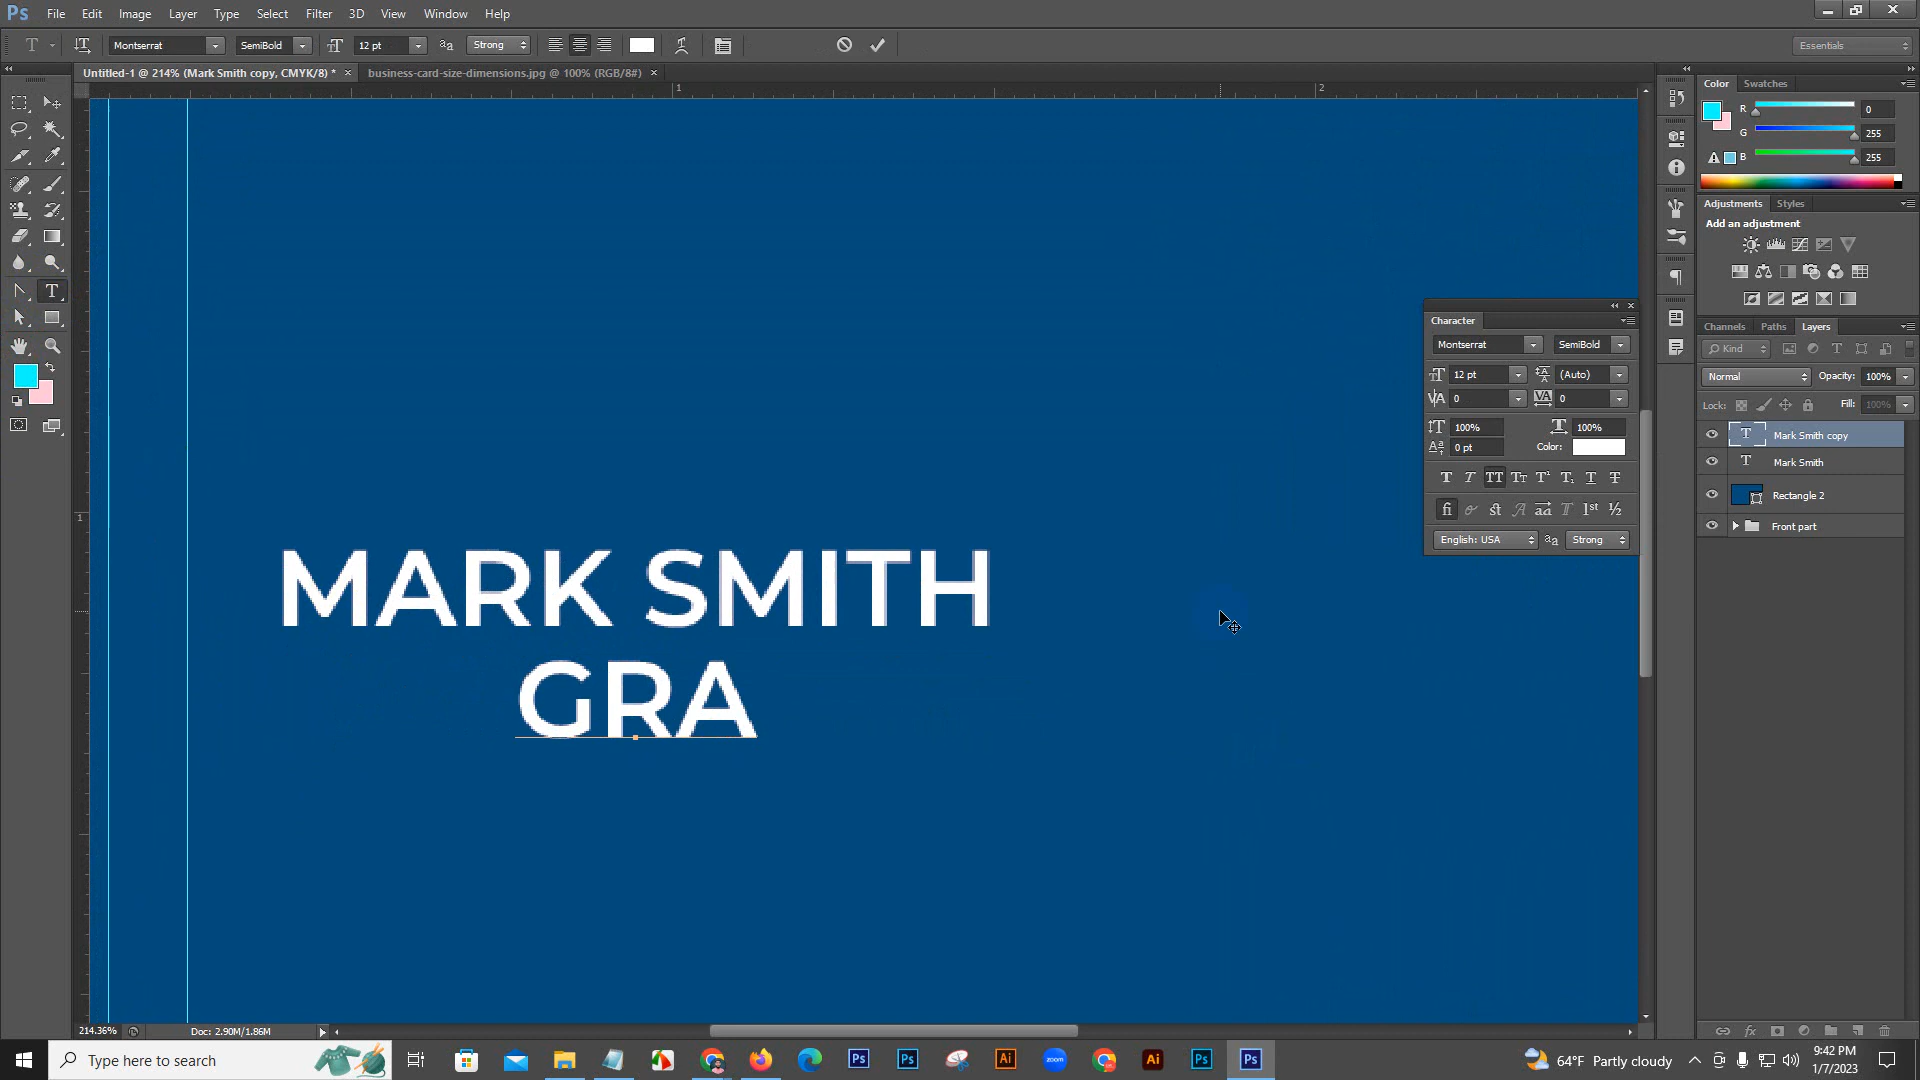 Ps File Edit Image Layer Type Select Filter 3D View Window Help
T Montserrat SemiBold 12 pt Strong Essentials
Untitled-1 @ 214% (Mark Smith copy, CMYK/8) * × business-card-size-dimensions.jpg @ 100% (RGB/8#) ×
1 2
1
MARK SMITH
GRA
Color Swatches
R 0
G 255
B 255
Adjustments Styles
Add an adjustment
Character
Montserrat SemiBold
12 pt (Auto)
0 0
100% 100%
0 pt Color:
English: USA Strong
Channels Paths Layers
Kind
Normal Opacity: 100%
Lock: Fill: 100%
Mark Smith copy
Mark Smith
Rectangle 2
Front part
214.36% Doc: 2.90M/1.86M
Type here to search
64°F Partly cloudy
9:42 PM
1/7/2023